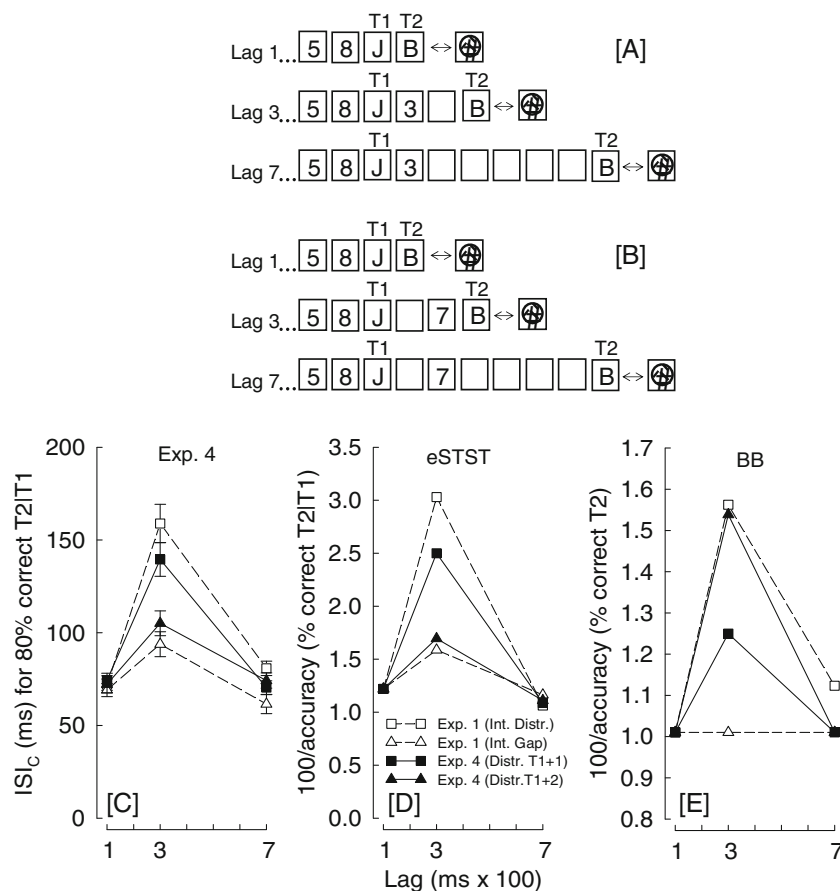 T1 T2
Lag 1... 5 8 J B ↔ [A]
T1 T2
Lag 3... 5 8 J 3 B ↔
T1 T2
Lag 7... 5 8 J 3 B ↔
T1 T2
Lag 1... 5 8 J B ↔ [B]
T1 T2
Lag 3... 5 8 J 7 B ↔
T1 T2
Lag 7... 5 8 J 7 B ↔
Exp. 4
ISI_C (ms) for 80% correct T2|T1
200
150
100
50
0
[C]
1 3 7
eSTST
100/accuracy (% correct T2|T1)
3.5
3.0
2.5
2.0
1.5
1.0
0.5
0.0
Exp. 1 (Int. Distr.)
Exp. 1 (Int. Gap)
Exp. 4 (Distr. T1+1)
Exp. 4 (Distr.T1+2)
[D]
1 3 7
Lag (ms x 100)
BB
100/accuracy (% correct T2)
1.7
1.6
1.5
1.4
1.3
1.2
1.1
1.0
0.9
0.8
[E]
1 3 7